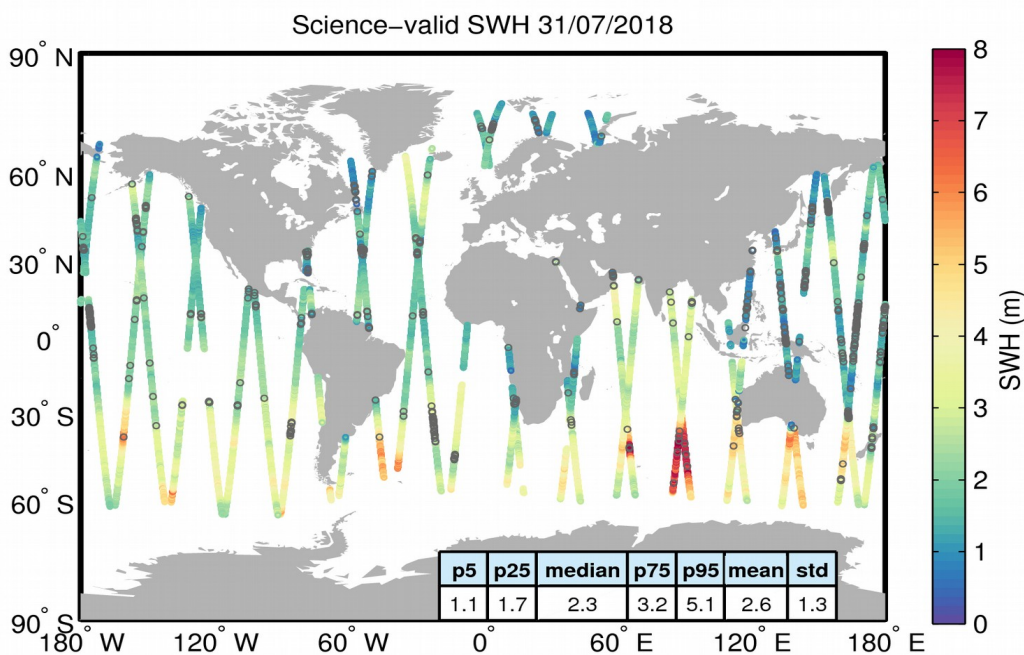 Science−valid SWH 31/07/2018
90° N
60° N
30° N
0°
30° S
60° S
90° S
180° W
120° W
60° W
0°
60° E
120° E
180° E
p5 p25 median p75 p95 mean std
1.1 1.7 2.3 3.2 5.1 2.6 1.3
8
7
6
5
4
3
2
1
0
SWH (m)